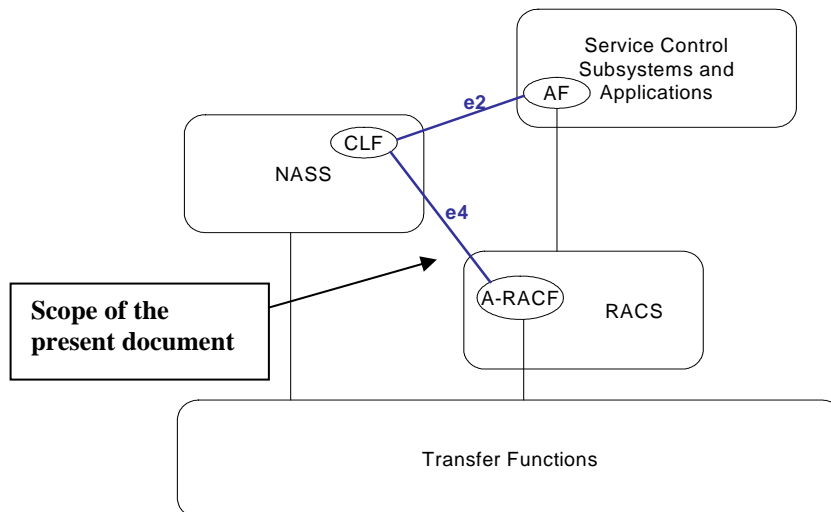 Service Control
Subsystems and
Applications
AF
e2
CLF
NASS
e4
A-RACF
RACS
Scope of the
present document
Transfer Functions